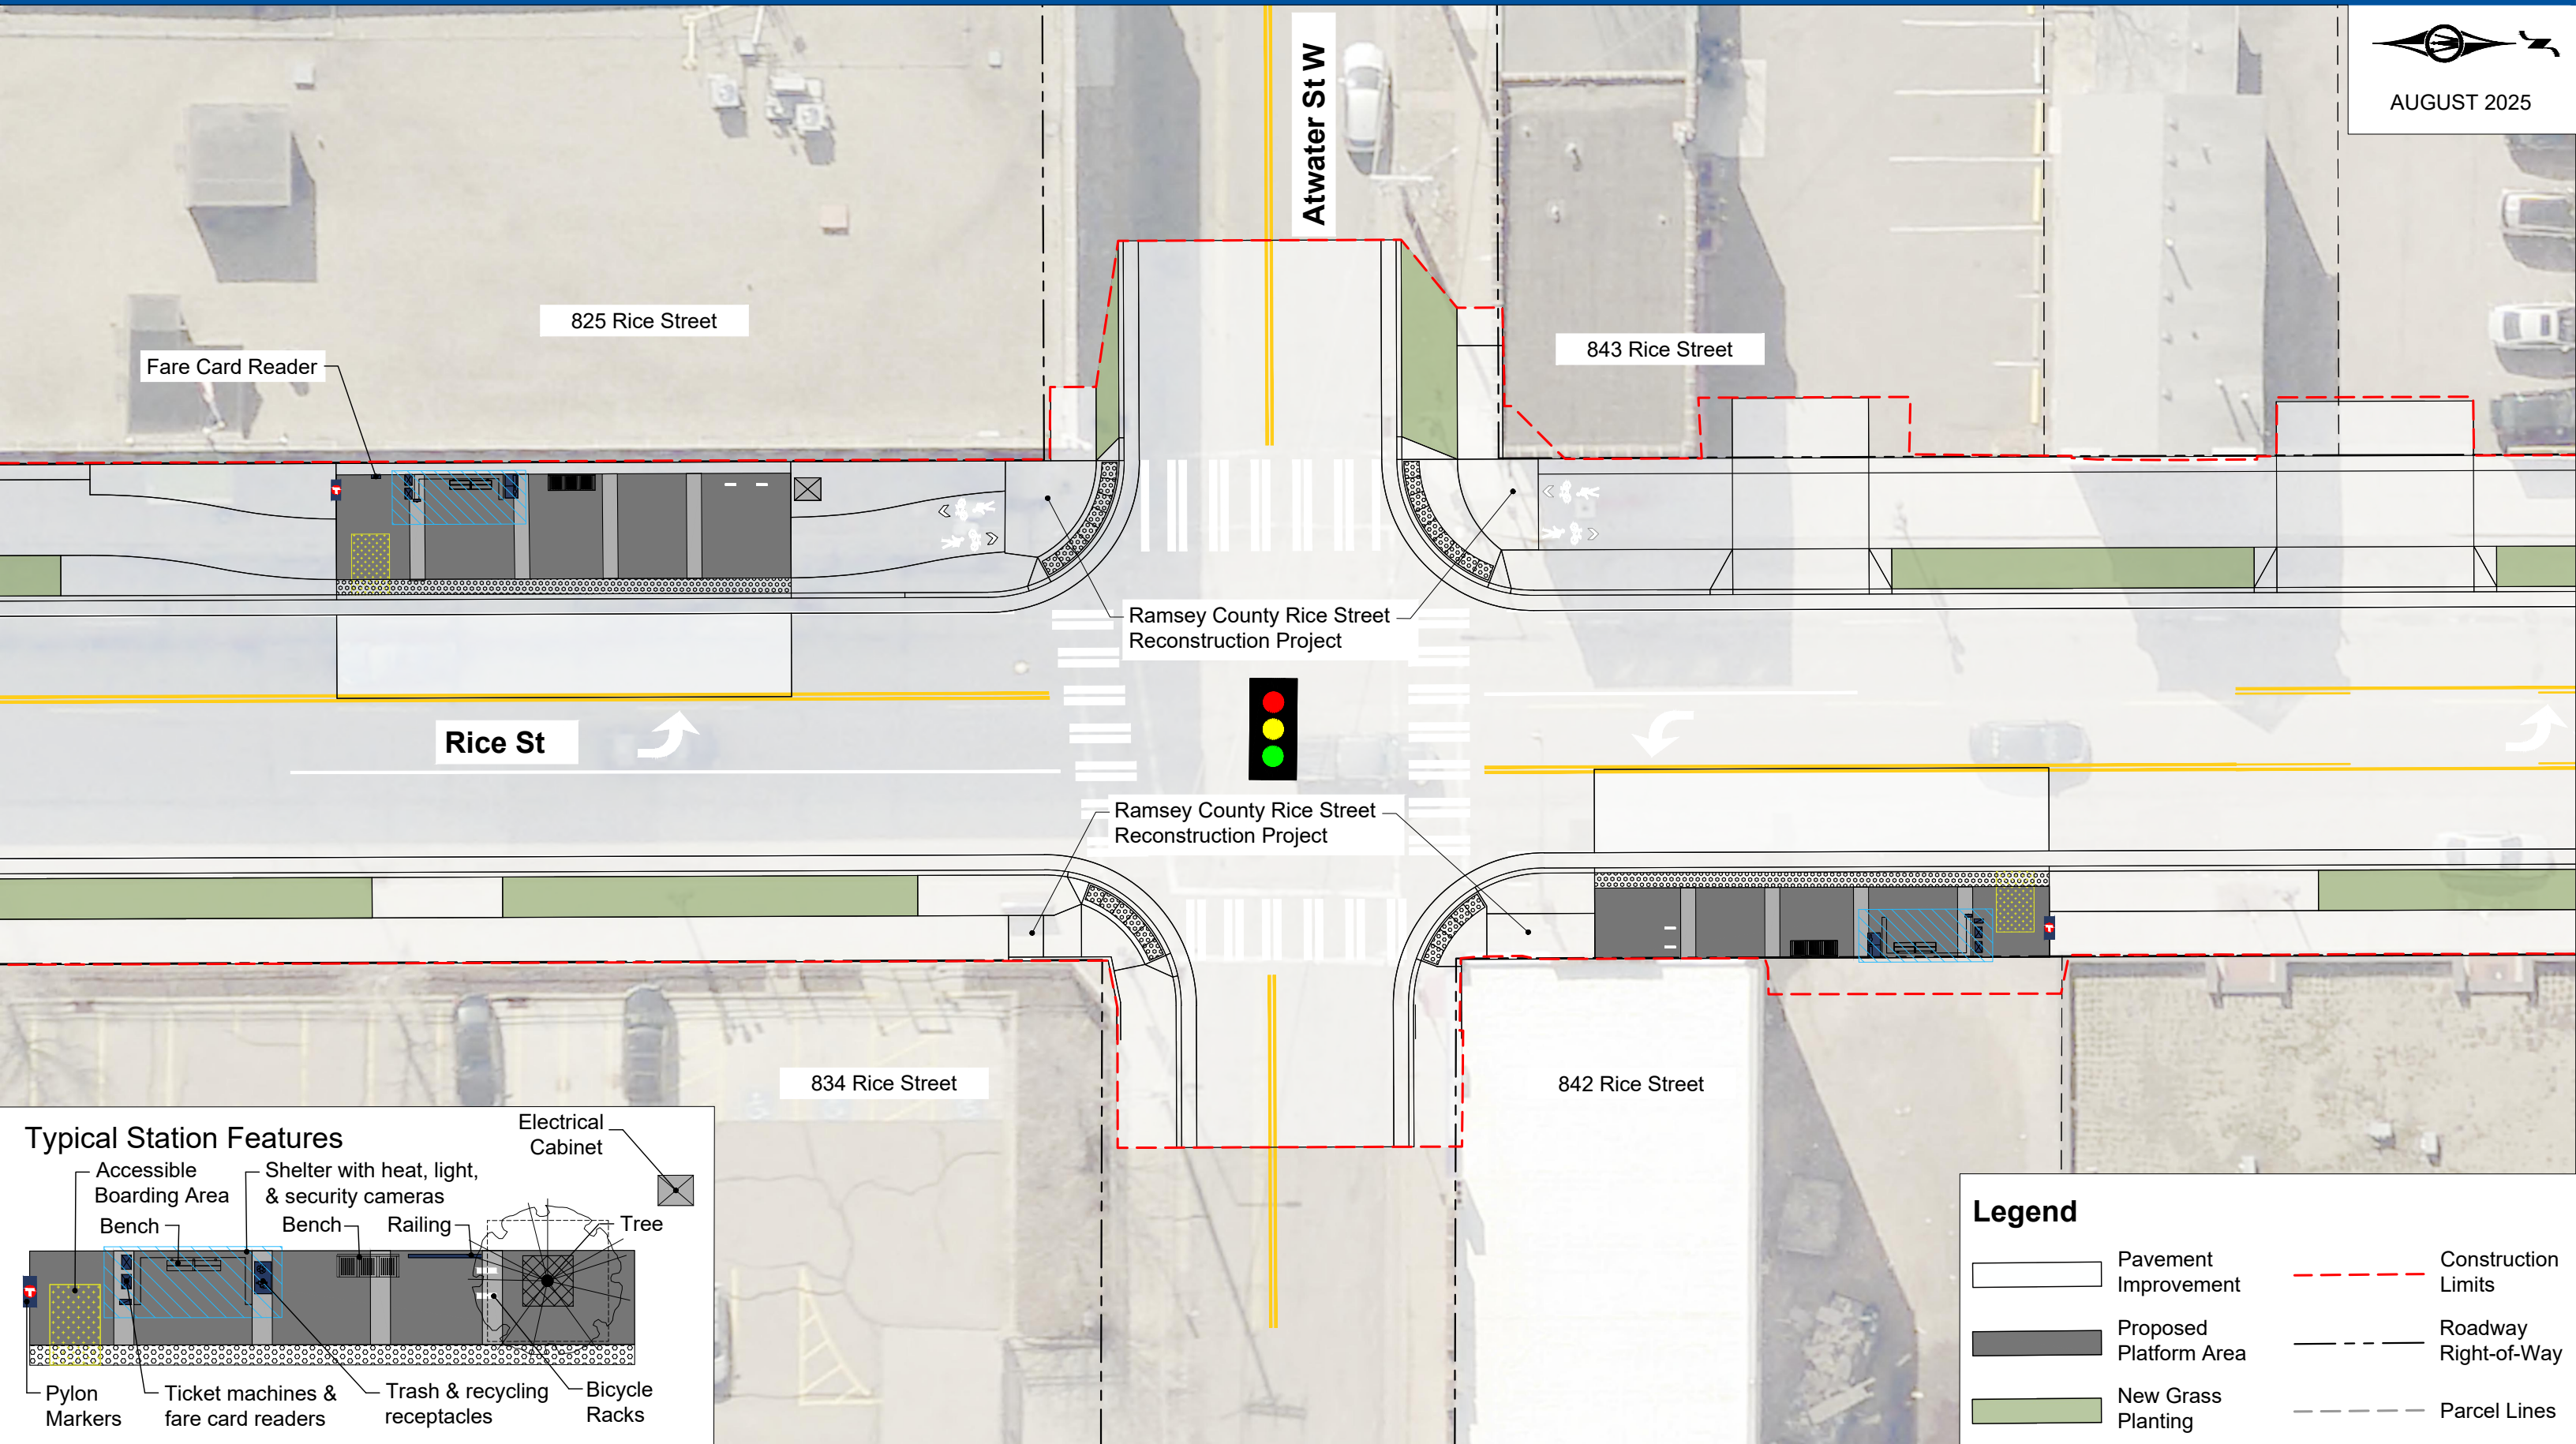 Atwater St W
AUGUST 2025
825 Rice Street
843 Rice Street
Fare Card Reader
Ramsey County Rice Street
Reconstruction Project
Rice St
Ramsey County Rice Street
Reconstruction Project
834 Rice Street
842 Rice Street
Typical Station Features
Electrical
Cabinet
Accessible
Boarding Area
Shelter with heat, light,
& security cameras
Bench
Bench
Railing
Tree
Pylon
Markers
Ticket machines &
fare card readers
Trash & recycling
receptacles
Bicycle
Racks
Legend
Pavement
Improvement
Construction
Limits
Proposed
Platform Area
Roadway
Right-of-Way
New Grass
Planting
Parcel Lines